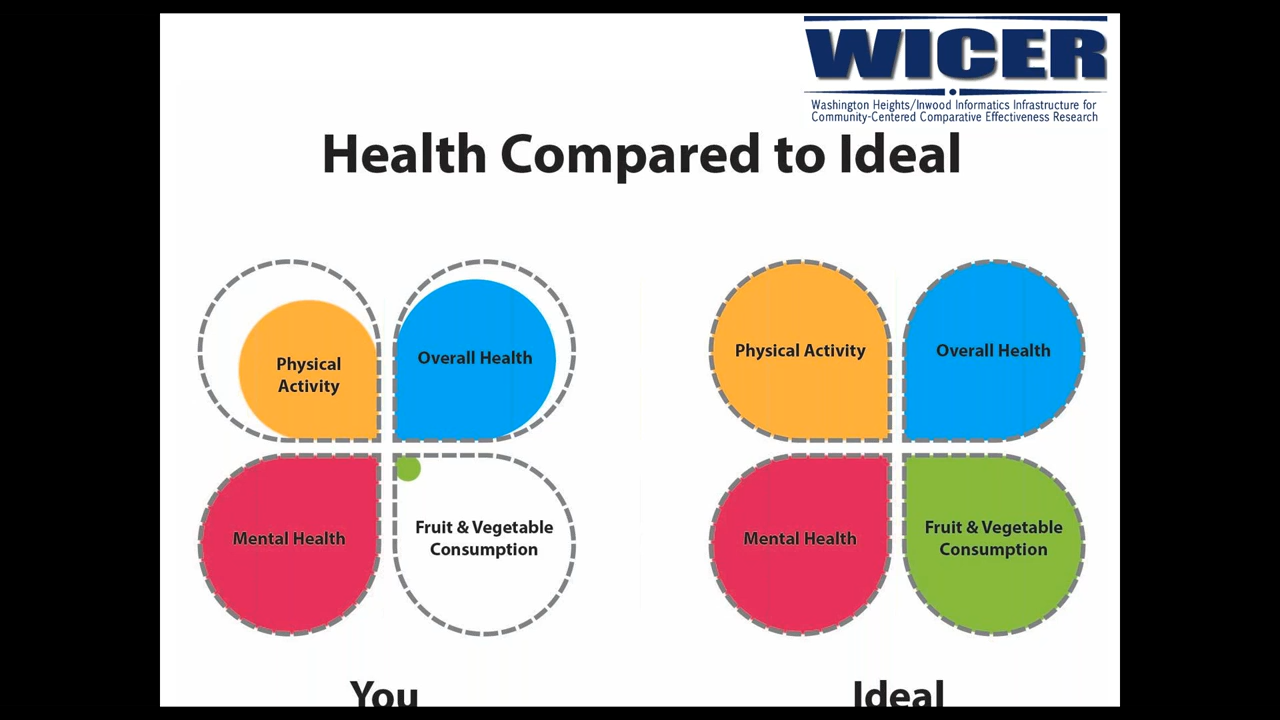 WICER
Washington Heights/Inwood Informatics Infrastructure for
Community-Centered Comparative Effectiveness Research
Health Compared to Ideal
Physical
Activity
Overall Health
Physical Activity
Overall Health
Mental Health
Fruit & Vegetable
Consumption
Mental Health
Fruit & Vegetable
Consumption
You
Ideal